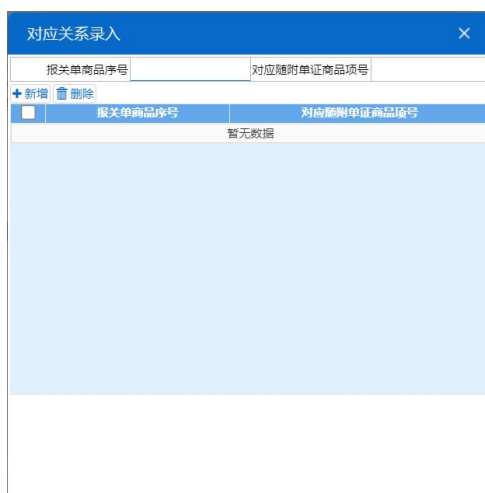 对应关系录入
报关单商品序号 对应随附单证商品项号
新增 删除
报关单商品序号 对应随附单证商品项号
暂无数据